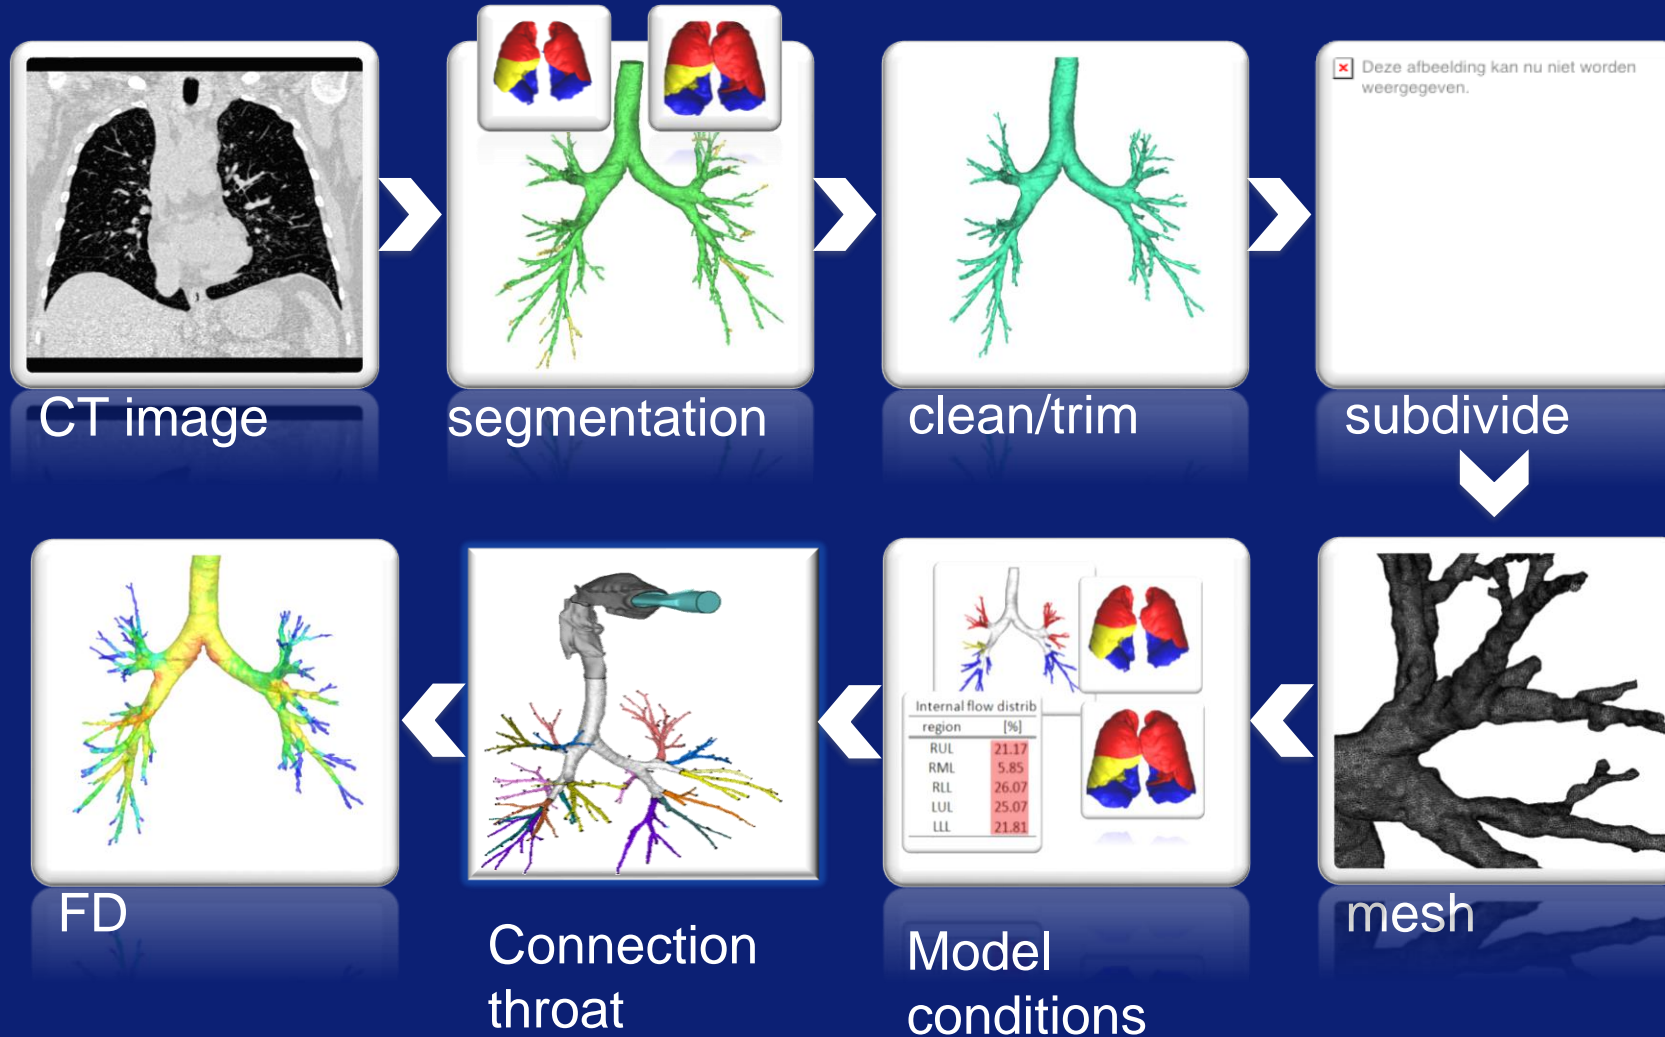 Deze afbeelding kan nu niet worden
weergegeven.
CT image
segmentation
clean/trim
subdivide
Internal flow distrib
region [%]
RUL 21.17
RML 5.85
RLL 26.07
LUL 25.07
LLL 21.81
FD
Connection
throat
Model
conditions
mesh